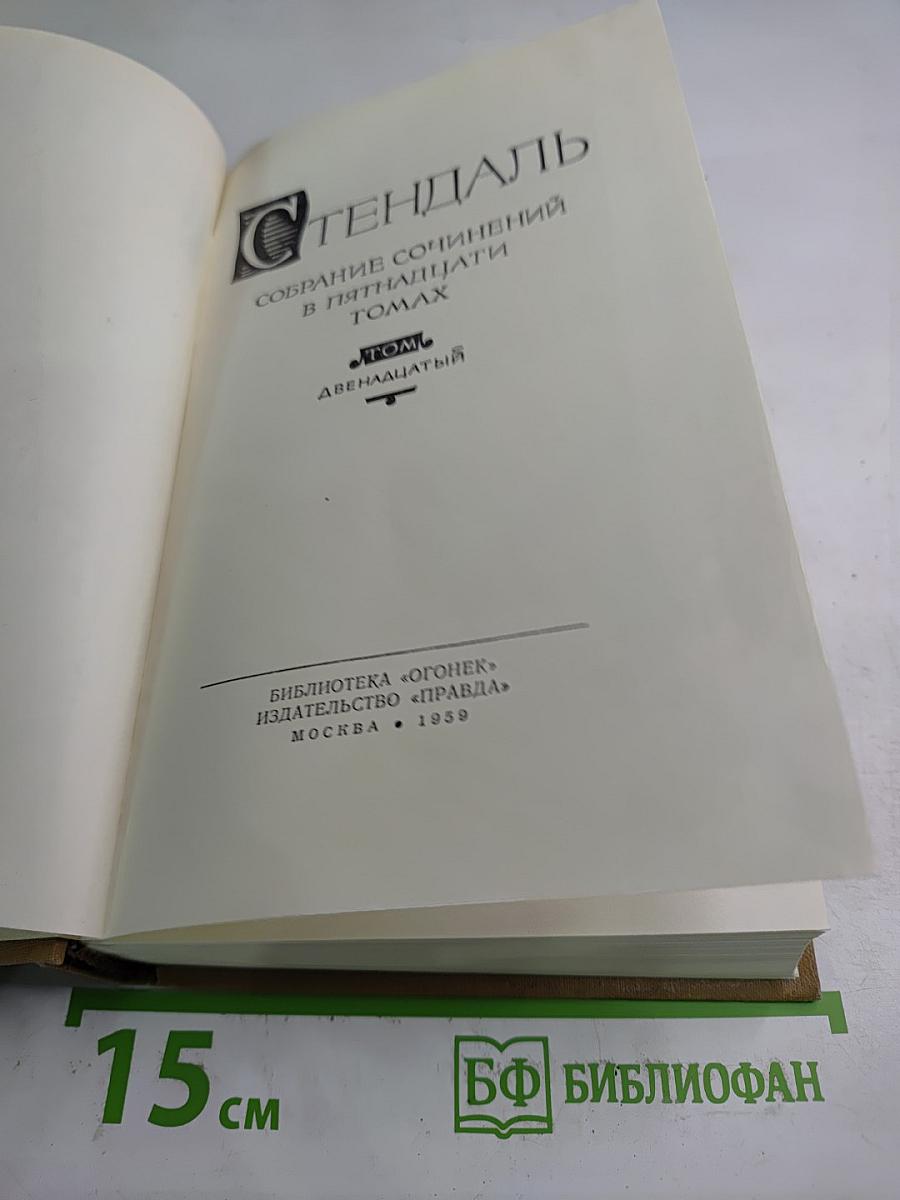 СТЕНДАЛЬ
СОБРАНИЕ СОЧИНЕНИЙ
В ПЯТНАДЦАТИ
ТОМАХ
ТОМ
ДВЕНАДЦАТЫЙ
БИБЛИОТЕКА «ОГОНЕК»
ИЗДАТЕЛЬСТВО «ПРАВДА»
МОСКВА • 1959
15 см
БФ БИБЛИОФАН